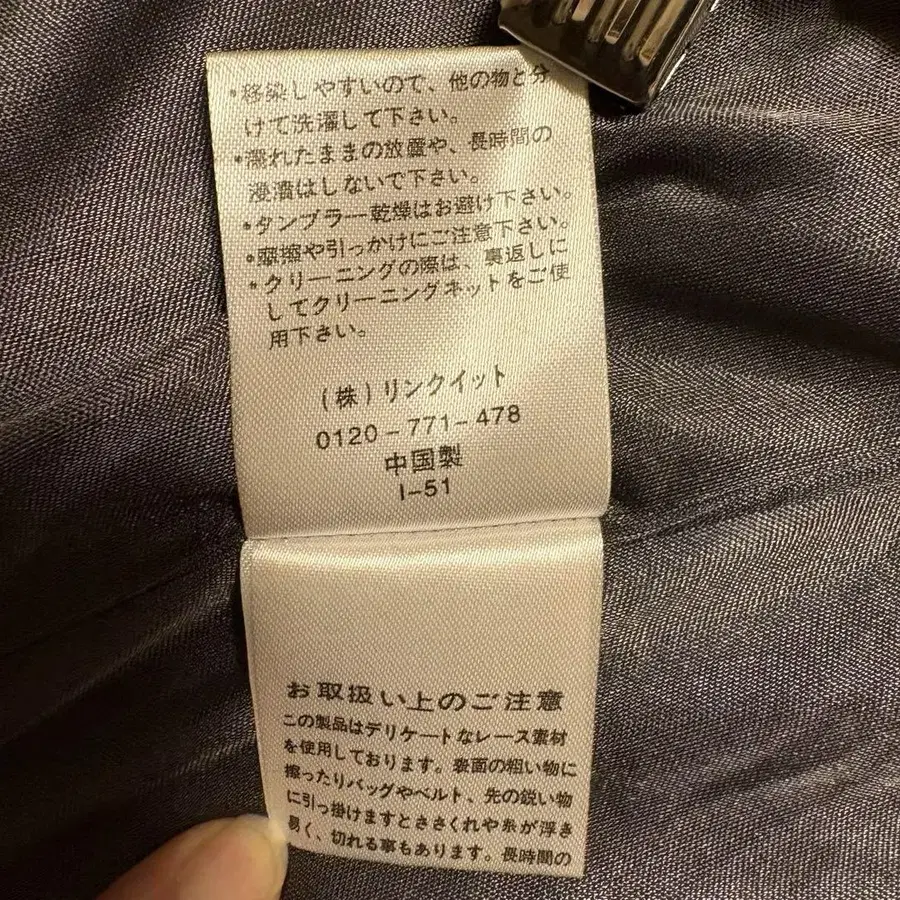 ・移染しやすいので、他の物と分
けて洗濯して下さい。
・濡れたままの放置や、長時間の
浸漬はしないで下さい。
・タンブラー乾燥はお避け下さい。
・摩擦や引っかけにご注意下さい。
・クリーニングの際は、裏返しに
してクリーニングネットをご使
用下さい。
(株)リンクイット
0120-771-478
中国製
I-51
お取扱い上のご注意
この製品はデリケートなレース素材
を使用しております。表面の粗い物に
擦ったりバッグやベルト、先の鋭い物
に引っ掛けますとささくれや糸が浮き
易く、切れる事もあります。長時間の